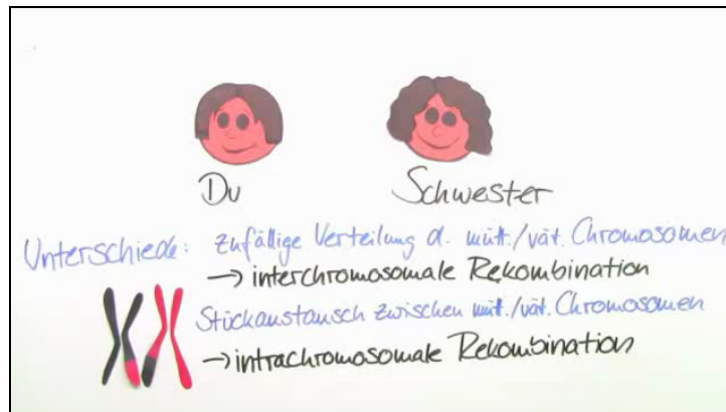 Du Schwester
Unterschiede: zufällige Verteilung d. mütt./vät. Chromosomen
→ interchromosomale Rekombination
Stückaustausch zwischen mütt./vät. Chromosomen
→ intrachromosomale Rekombination